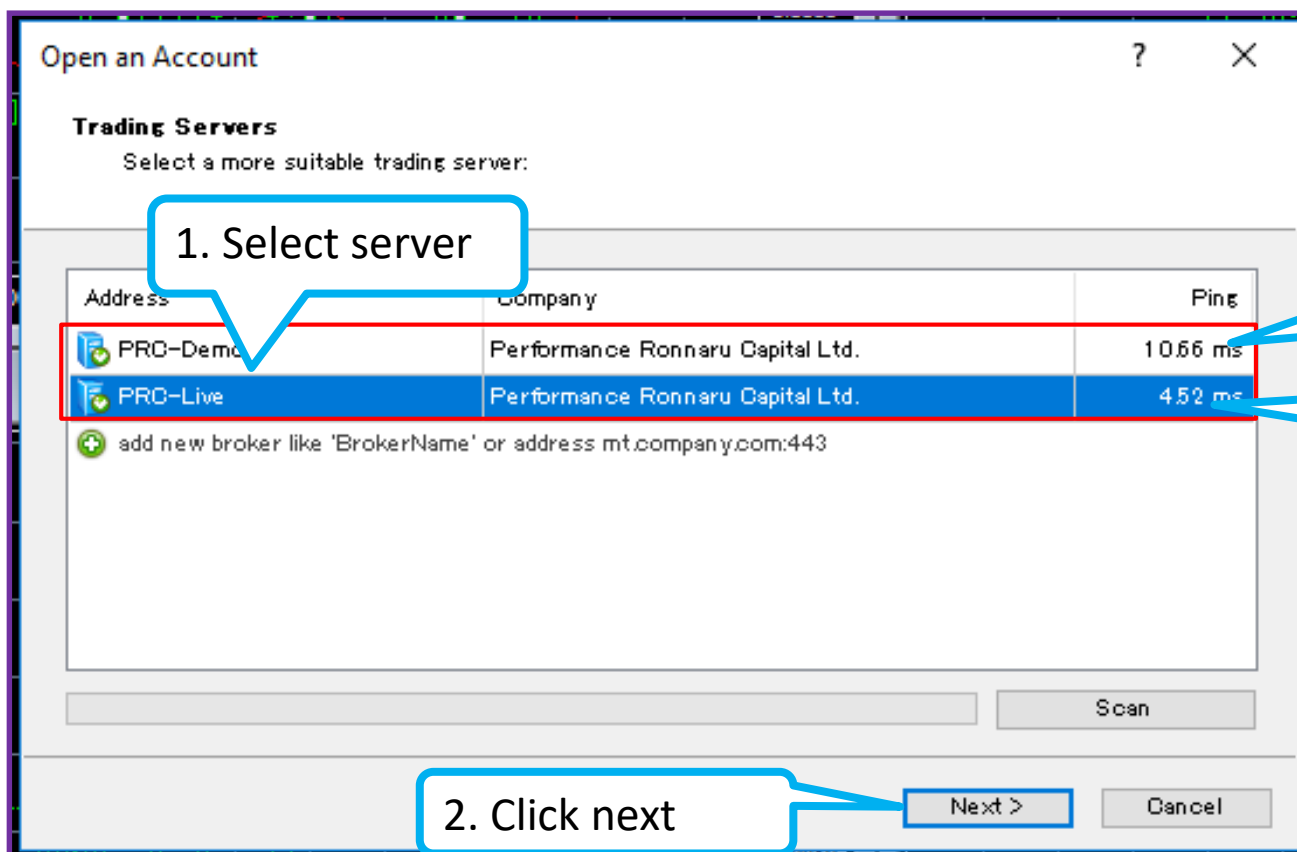 Open an Account
? ×
Trading Servers
Select a more suitable trading server:
1. Select server
Address Company Ping
PRC-Demo Performance Ronnaru Capital Ltd. 10.66 ms
PRC-Live Performance Ronnaru Capital Ltd. 4.52 ms
add new broker like 'BrokerName' or address mt.company.com:443
Scan
2. Click next
Next > Cancel